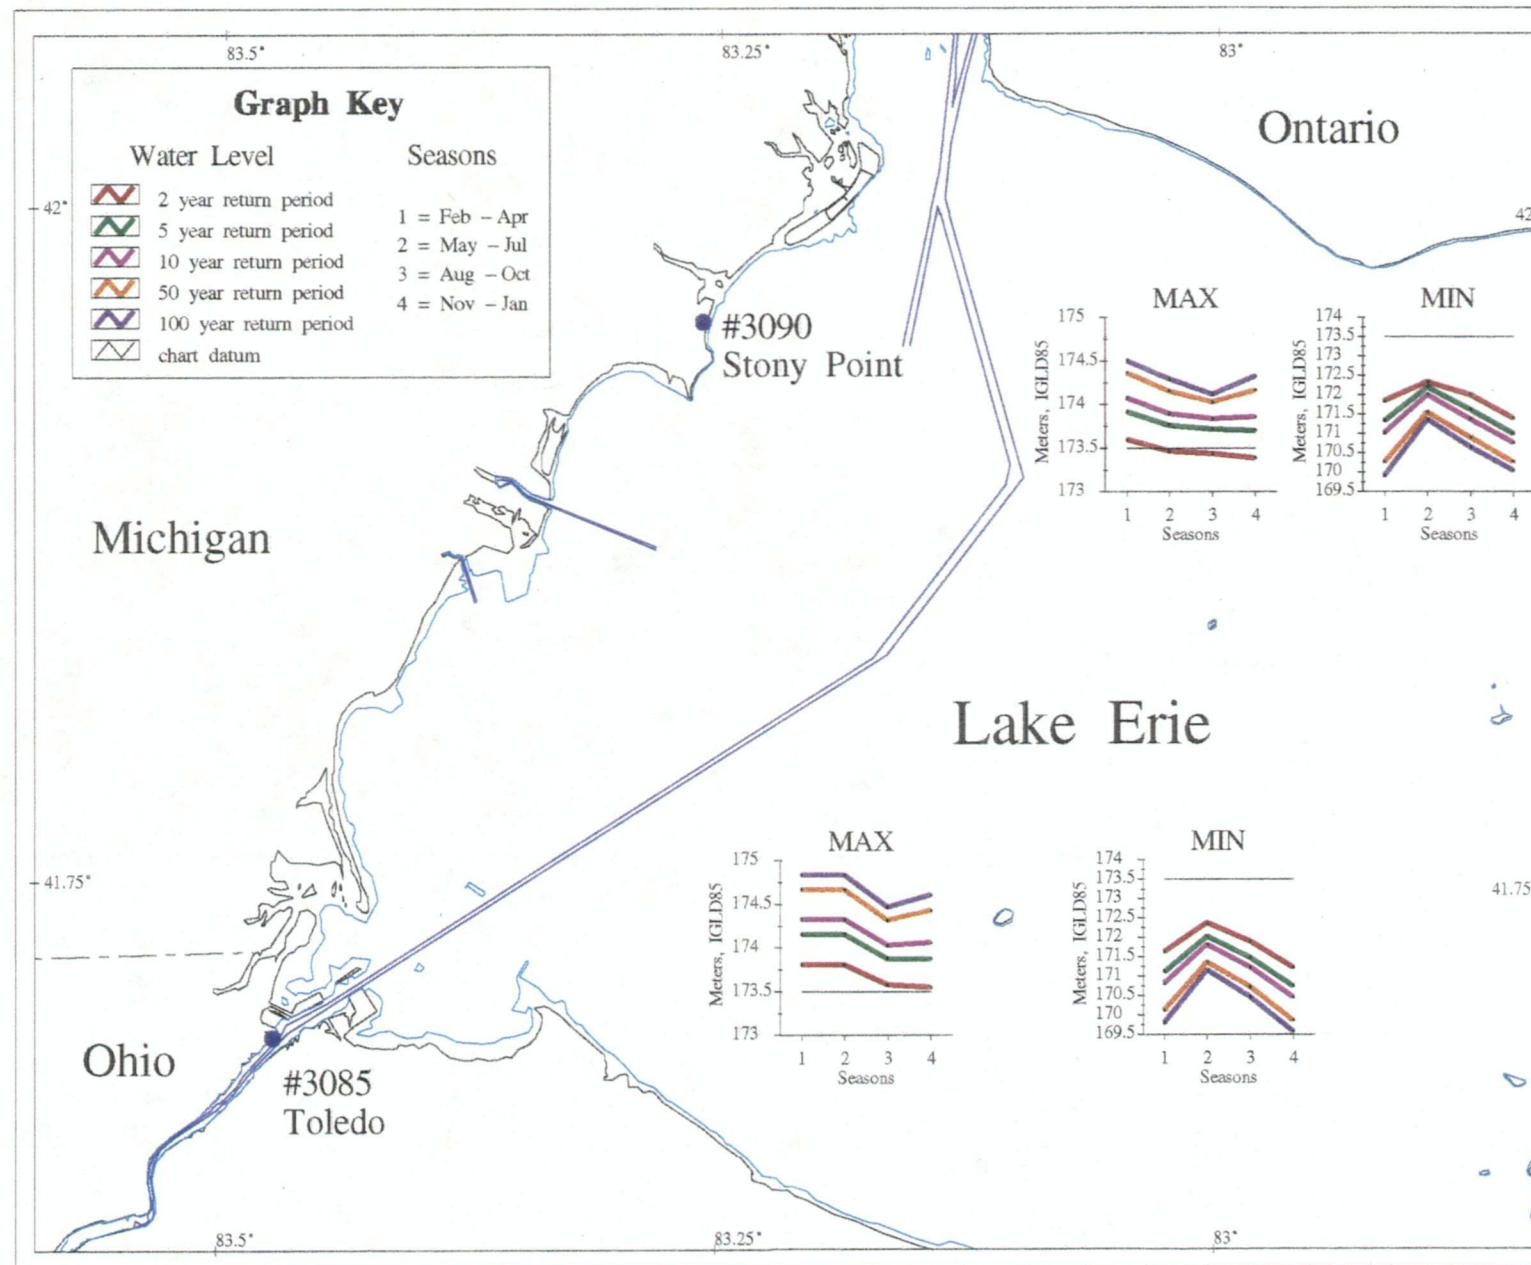 83.5°
83.25°
83°
Graph Key
Water Level
Seasons
2 year return period
5 year return period
10 year return period
50 year return period
100 year return period
chart datum
1 = Feb – Apr
2 = May – Jul
3 = Aug – Oct
4 = Nov – Jan
42°
42
Ontario
#3090
Stony Point
MAX
Meters, IGLD85
175
174.5
174
173.5
173
1 2 3 4
Seasons
MIN
Meters, IGLD85
174
173.5
173
172.5
172
171.5
171
170.5
170
169.5
1 2 3 4
Seasons
Michigan
Lake Erie
41.75°
41.75
MAX
Meters, IGLD85
175
174.5
174
173.5
173
1 2 3 4
Seasons
MIN
Meters, IGLD85
174
173.5
173
172.5
172
171.5
171
170.5
170
169.5
1 2 3 4
Seasons
Ohio
#3085
Toledo
83.5°
83.25°
83°